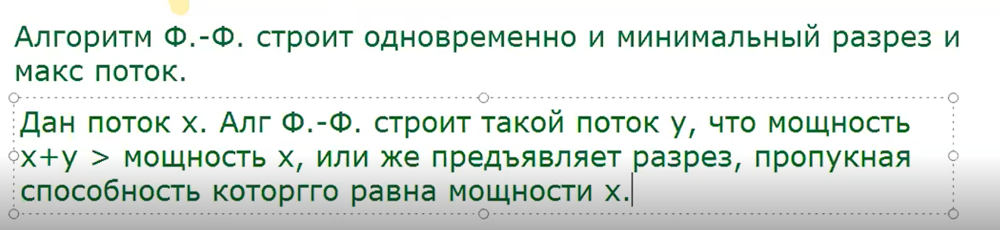 Алгоритм Ф.-Ф. строит одновременно и минимальный разрез и
макс поток.
Дан поток x. Алг Ф.-Ф. строит такой поток y, что мощность
x+y > мощность x, или же предъявляет разрез, пропукная
способность которгго равна мощности x.